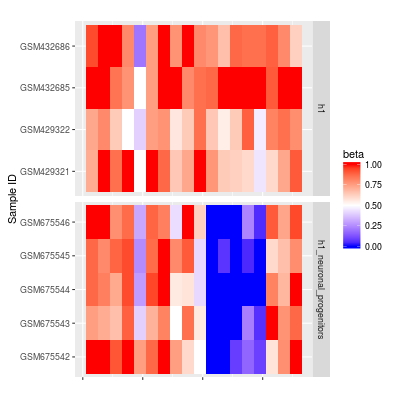 GSM432686
GSM432685
GSM429322
GSM429321
h1
GSM675546
GSM675545
GSM675544
GSM675543
GSM675542
h1_neuronal_progenitors
Sample ID
beta
1.00
0.75
0.50
0.25
0.00